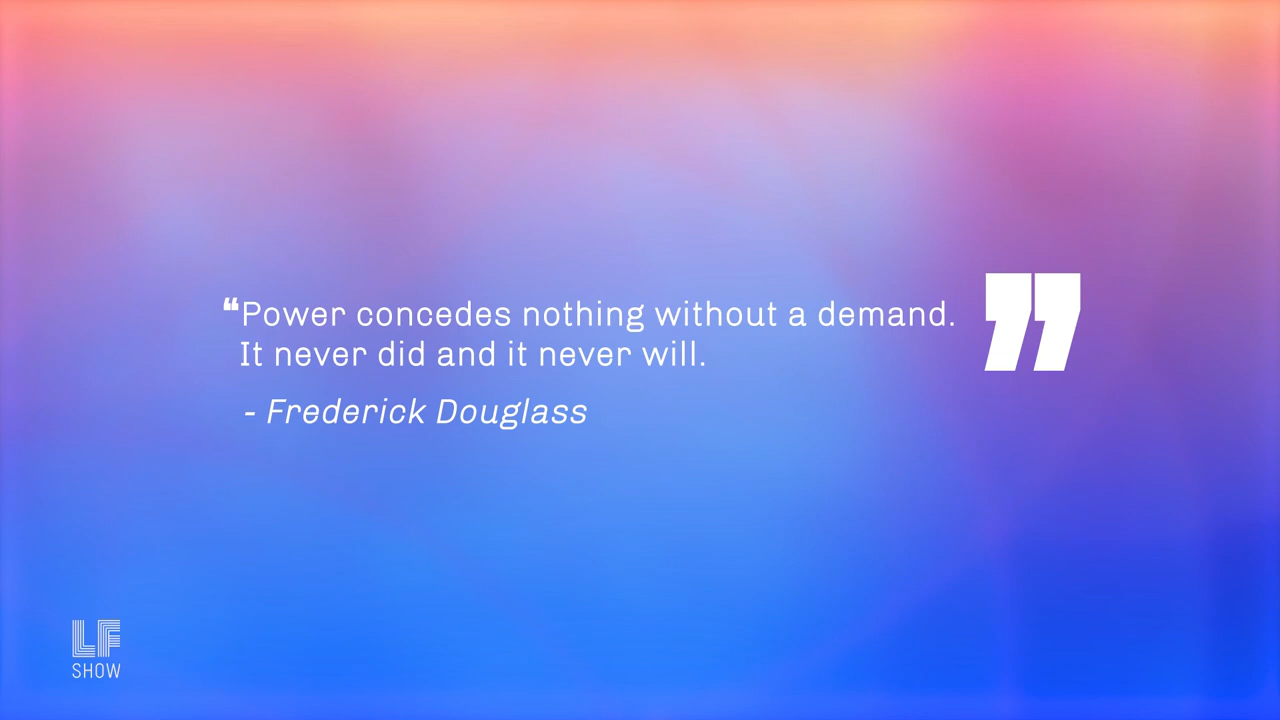 “Power concedes nothing without a demand.
It never did and it never will.”
- Frederick Douglass
LF
SHOW